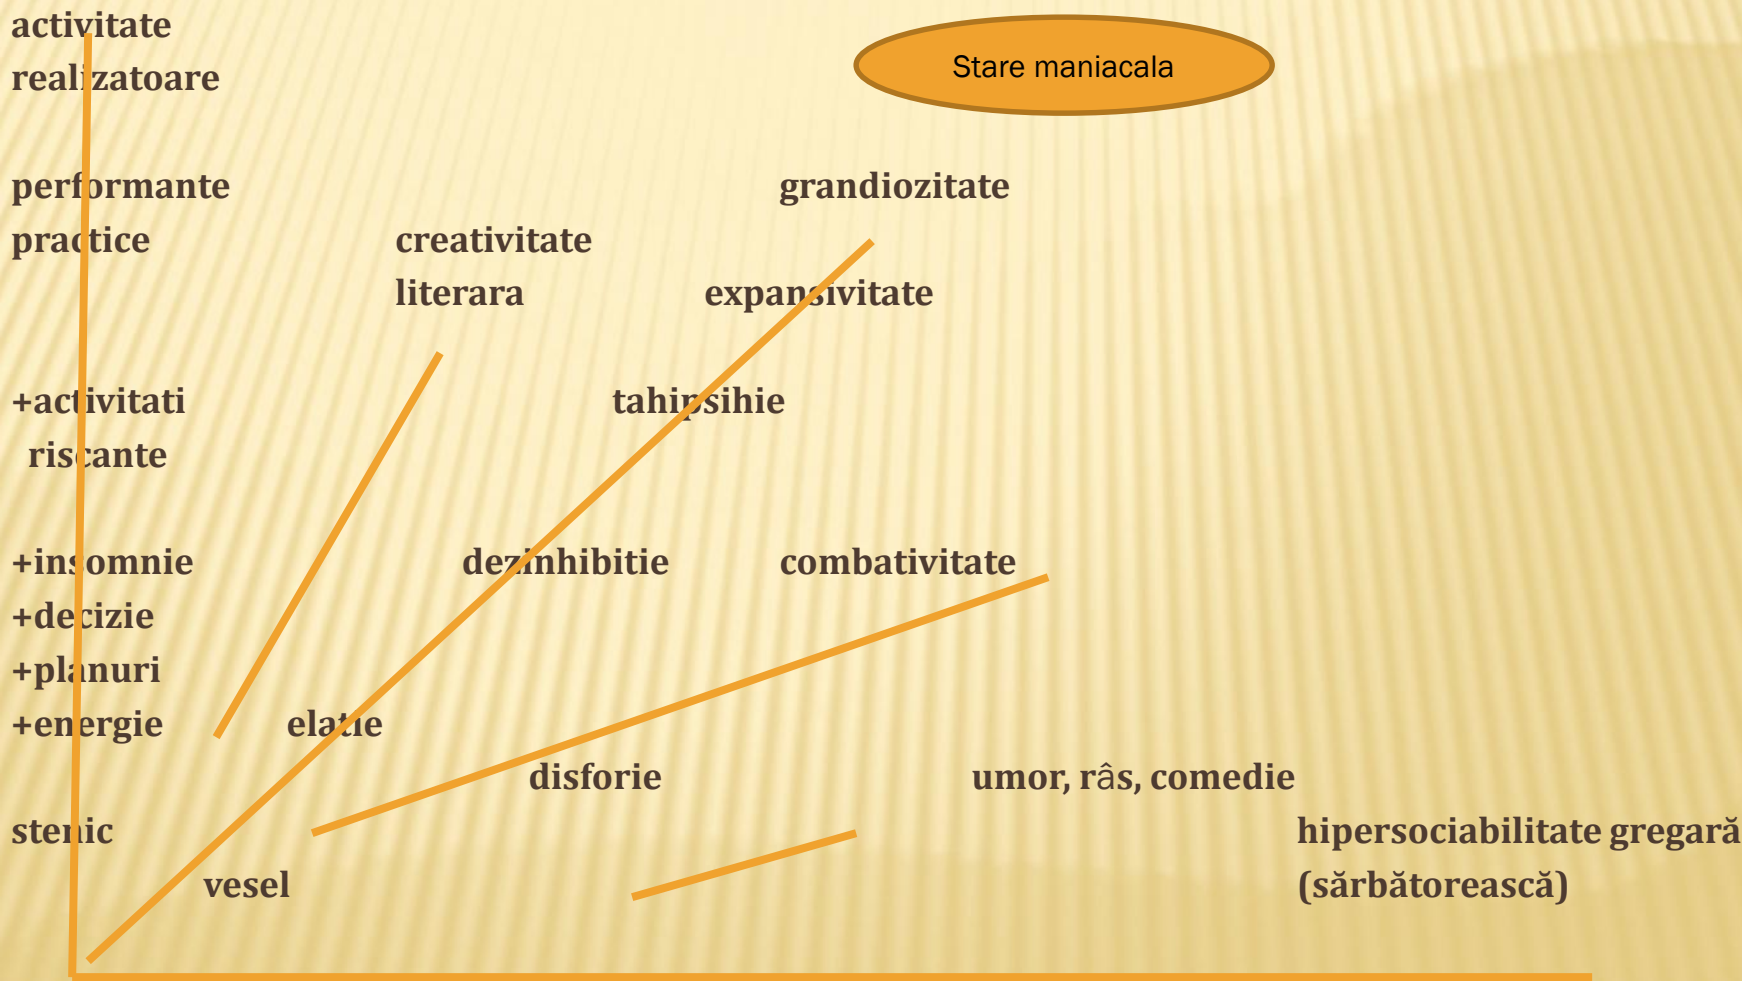 activitate
Stare maniacala
realizatoare
performante grandiozitate
practice creativitate
literara expansivitate
+activitati tahipsihie
riscante
+insomnie dezinhibitie combativitate
+decizie
+planuri
+energie elatie
disforie umor, râs, comedie
stenic hipersociabilitate gregară
vesel (sărbătorească)